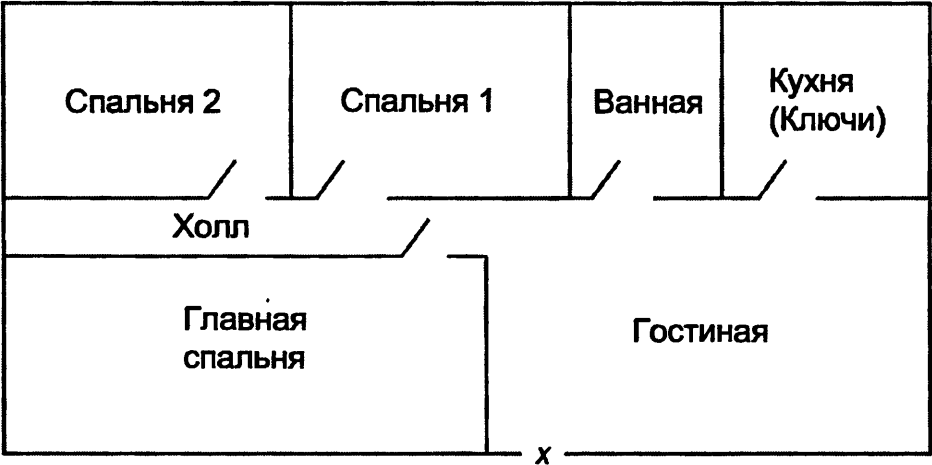 Спальня 2
Спальня 1
Ванная
Кухня
(Ключи)
Холл
Главная
спальня
Гостиная
x